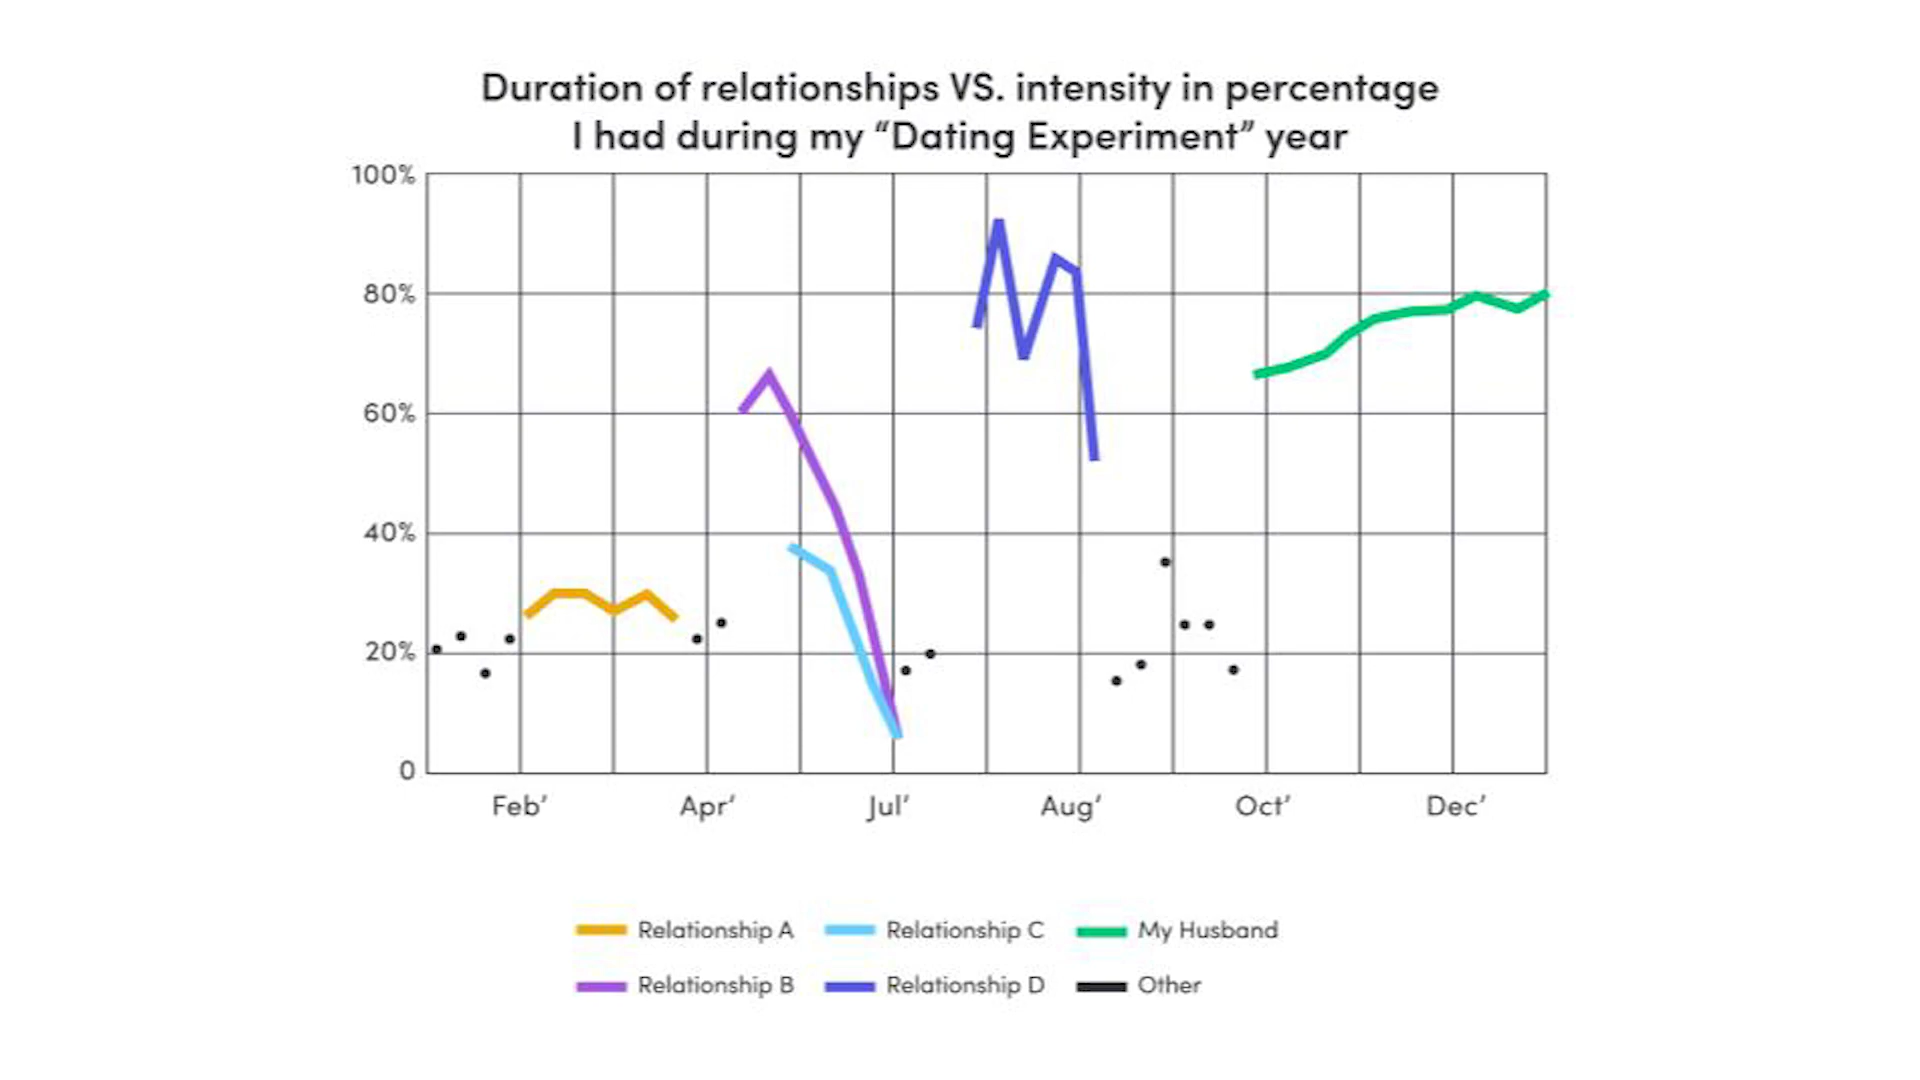 Duration of relationships VS. intensity in percentage
I had during my “Dating Experiment” year
100%
80%
60%
40%
20%
0
Feb’ Apr’ Jul’ Aug’ Oct’ Dec’
Relationship A Relationship C My Husband
Relationship B Relationship D Other